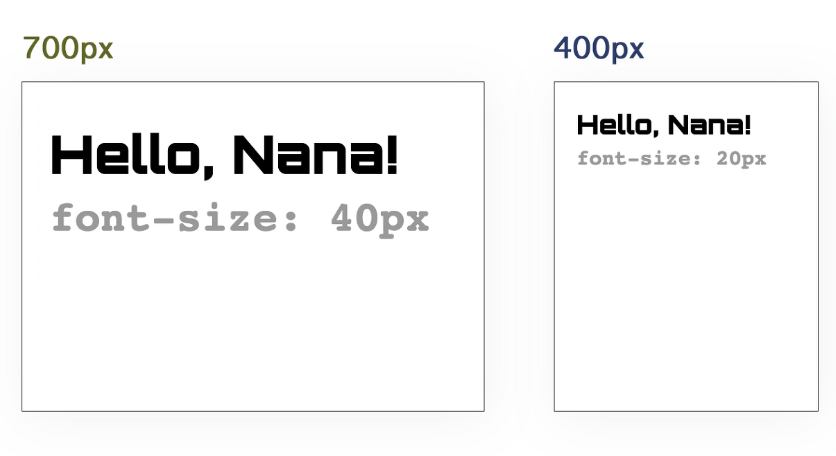 700px
Hello, Nana!
font-size: 40px
400px
Hello, Nana!
font-size: 20px